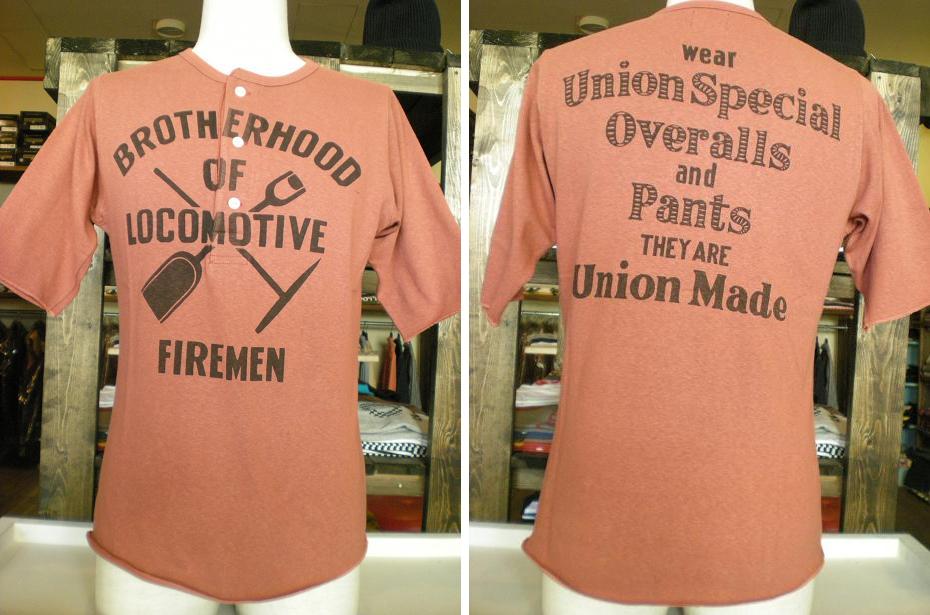 BROTHERHOOD
OF
LOCOMOTIVE
FIREMEN
wear
Union Special
Overalls
and
Pants
THEY ARE
Union Made